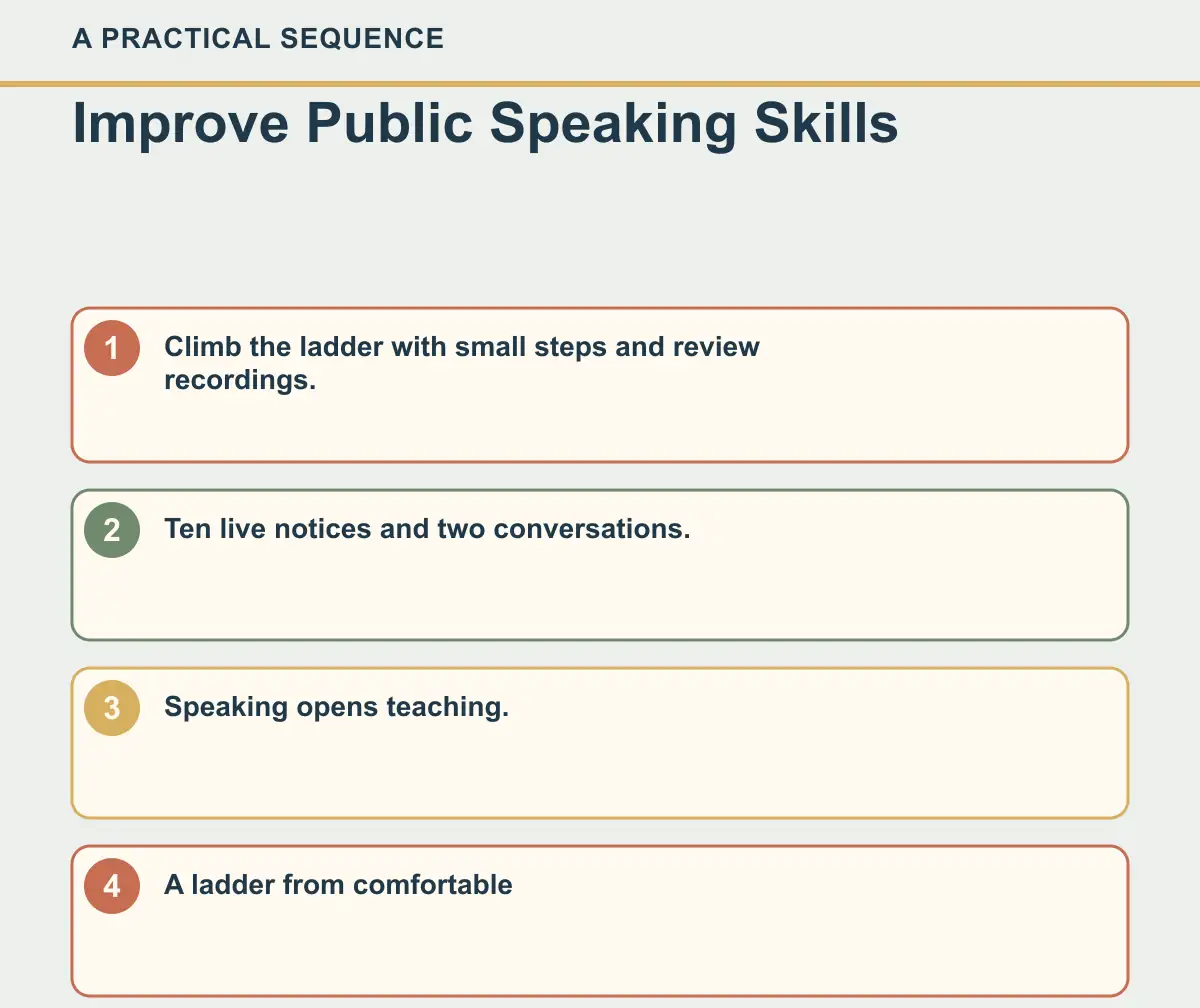 A PRACTICAL SEQUENCE
Improve Public Speaking Skills
1
Climb the ladder with small steps and review
recordings.
2
Ten live notices and two conversations.
3
Speaking opens teaching.
4
A ladder from comfortable